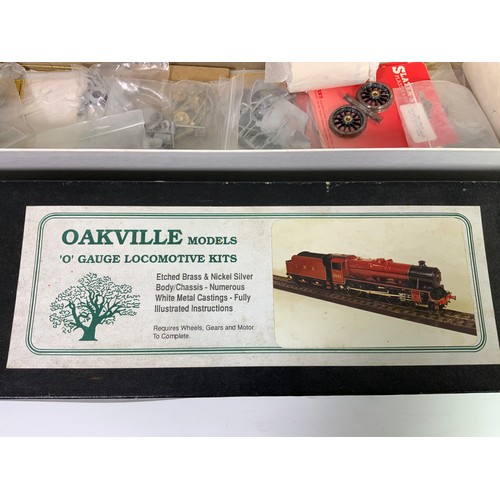 SLATER'S
OAKVILLE MODELS
'O' GAUGE LOCOMOTIVE KITS
Etched Brass & Nickel Silver
Body/Chassis - Numerous
White Metal Castings - Fully
Illustrated Instructions
Requires Wheels, Gears and Motor
To Complete.